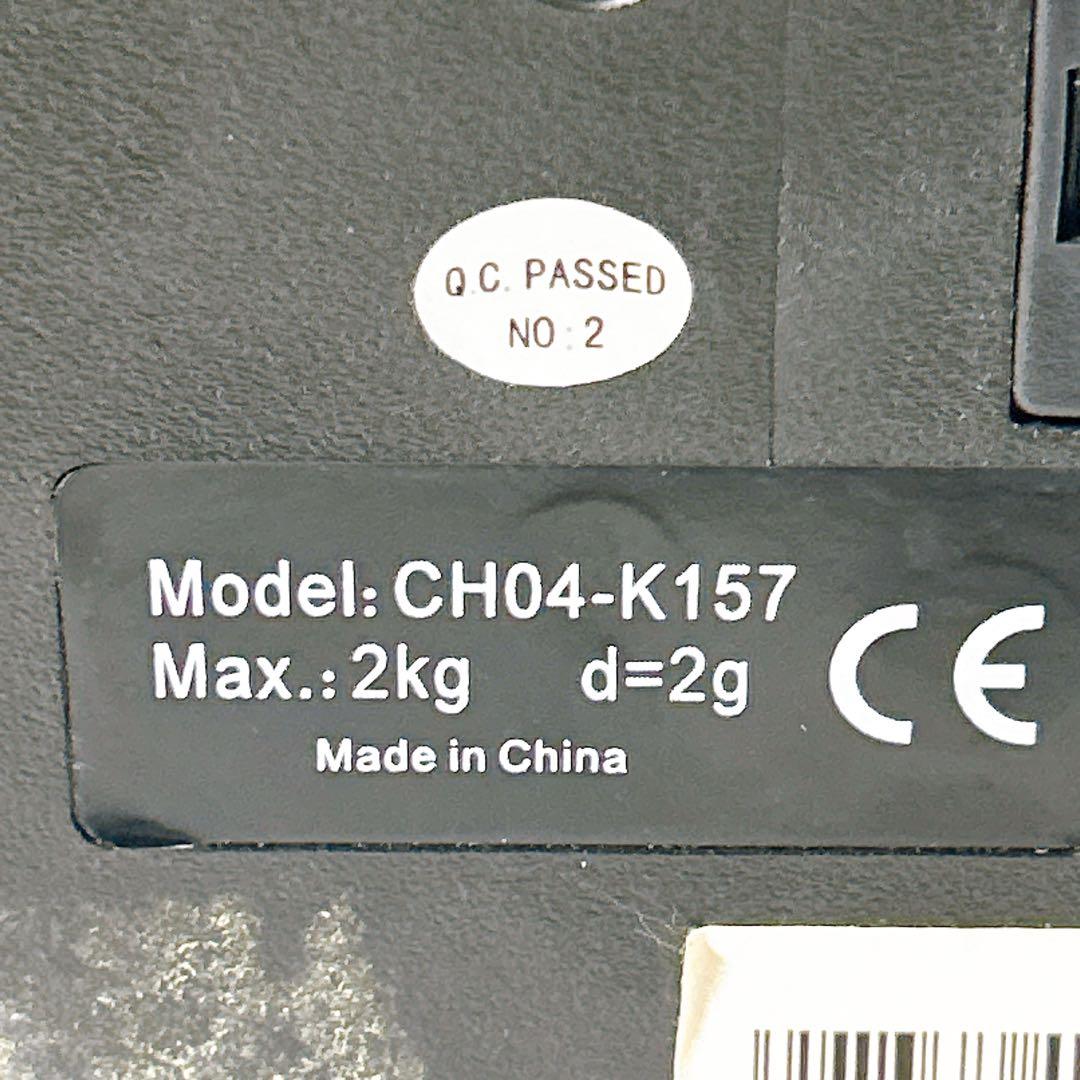 Q.C. PASSED
NO:2
Model: CH04-K157
Max.:2kg d=2g
CE
Made in China